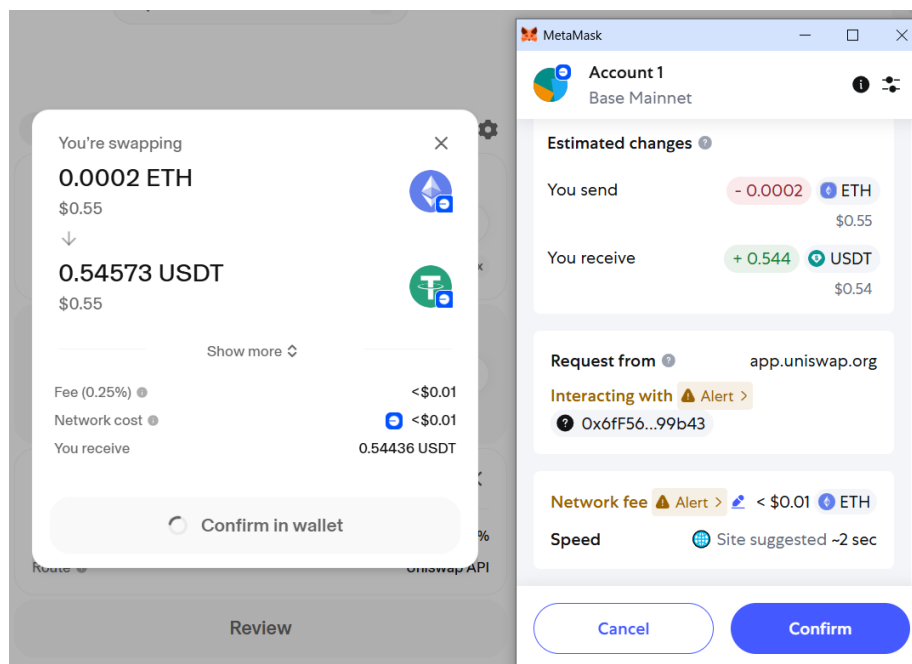 You're swapping
0.0002 ETH
$0.55
0.54573 USDT
$0.55
Show more
Fee (0.25%) <$0.01
Network cost <$0.01
You receive 0.54436 USDT
Confirm in wallet
%
Route
Uniswap API
Review
MetaMask
Account 1
Base Mainnet
Estimated changes
You send - 0.0002 ETH
$0.55
You receive + 0.544 USDT
$0.54
Request from app.uniswap.org
Interacting with Alert >
0x6fF56...99b43
Network fee Alert > < $0.01 ETH
Speed Site suggested ~2 sec
Cancel
Confirm